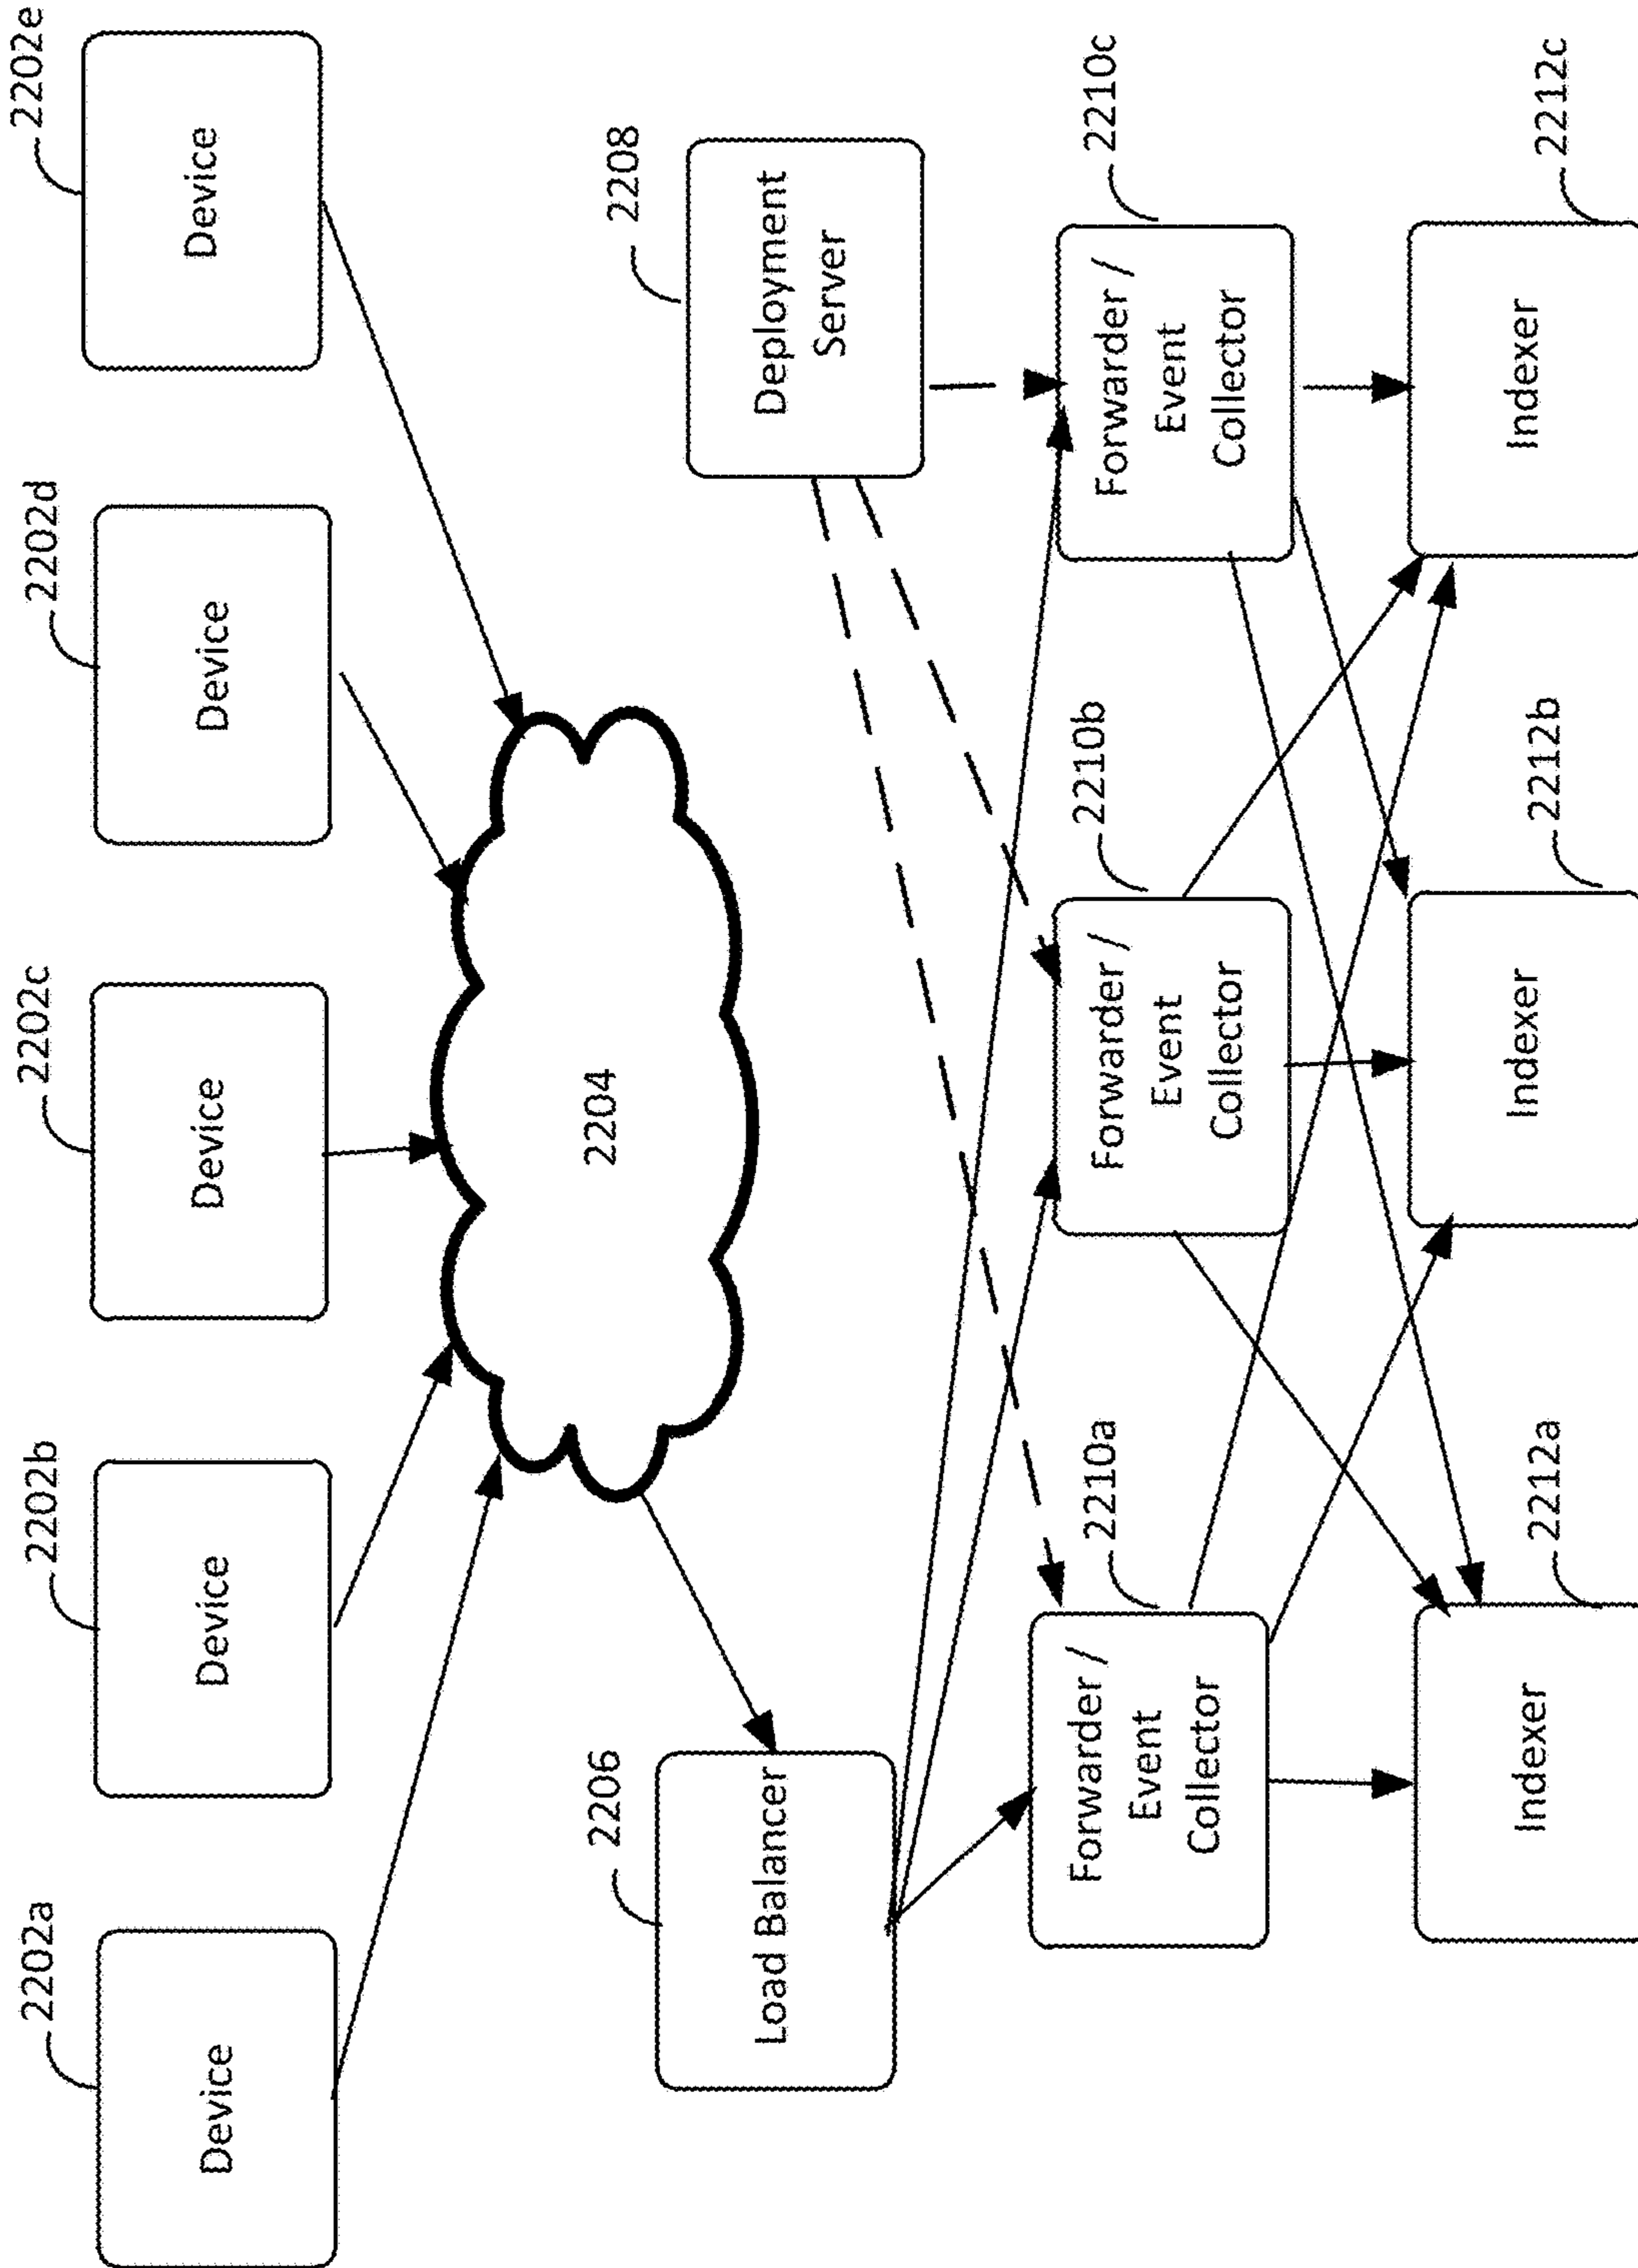 2202a
2202b
2202c
2202d
2202e
Device
Device
Device
Device
Device
2204
2206
Load Balancer
2208
Deployment
Server
2210a
Forwarder /
Event
Collector
2210b
Forwarder /
Event
Collector
2210c
Forwarder /
Event
Collector
2212a
Indexer
2212b
Indexer
2212c
Indexer